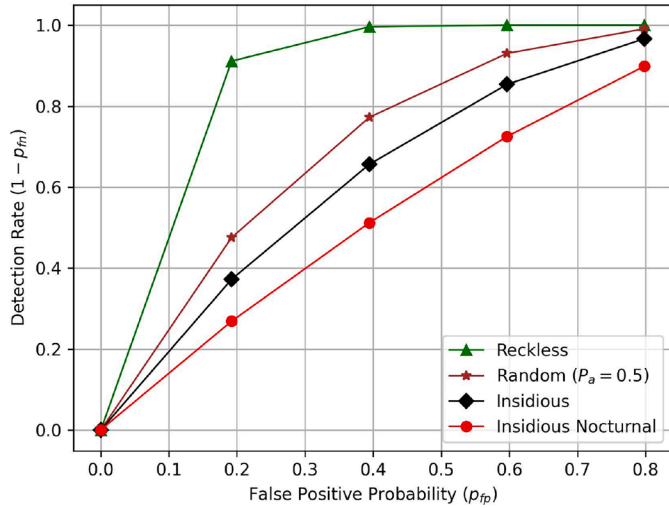 1.0
0.8
0.6
0.4
0.2
0.0
Detection Rate (1 − p_fn)
Reckless
Random (P_a = 0.5)
Insidious
Insidious Nocturnal
0.0 0.1 0.2 0.3 0.4 0.5 0.6 0.7 0.8
False Positive Probability (p_fp)